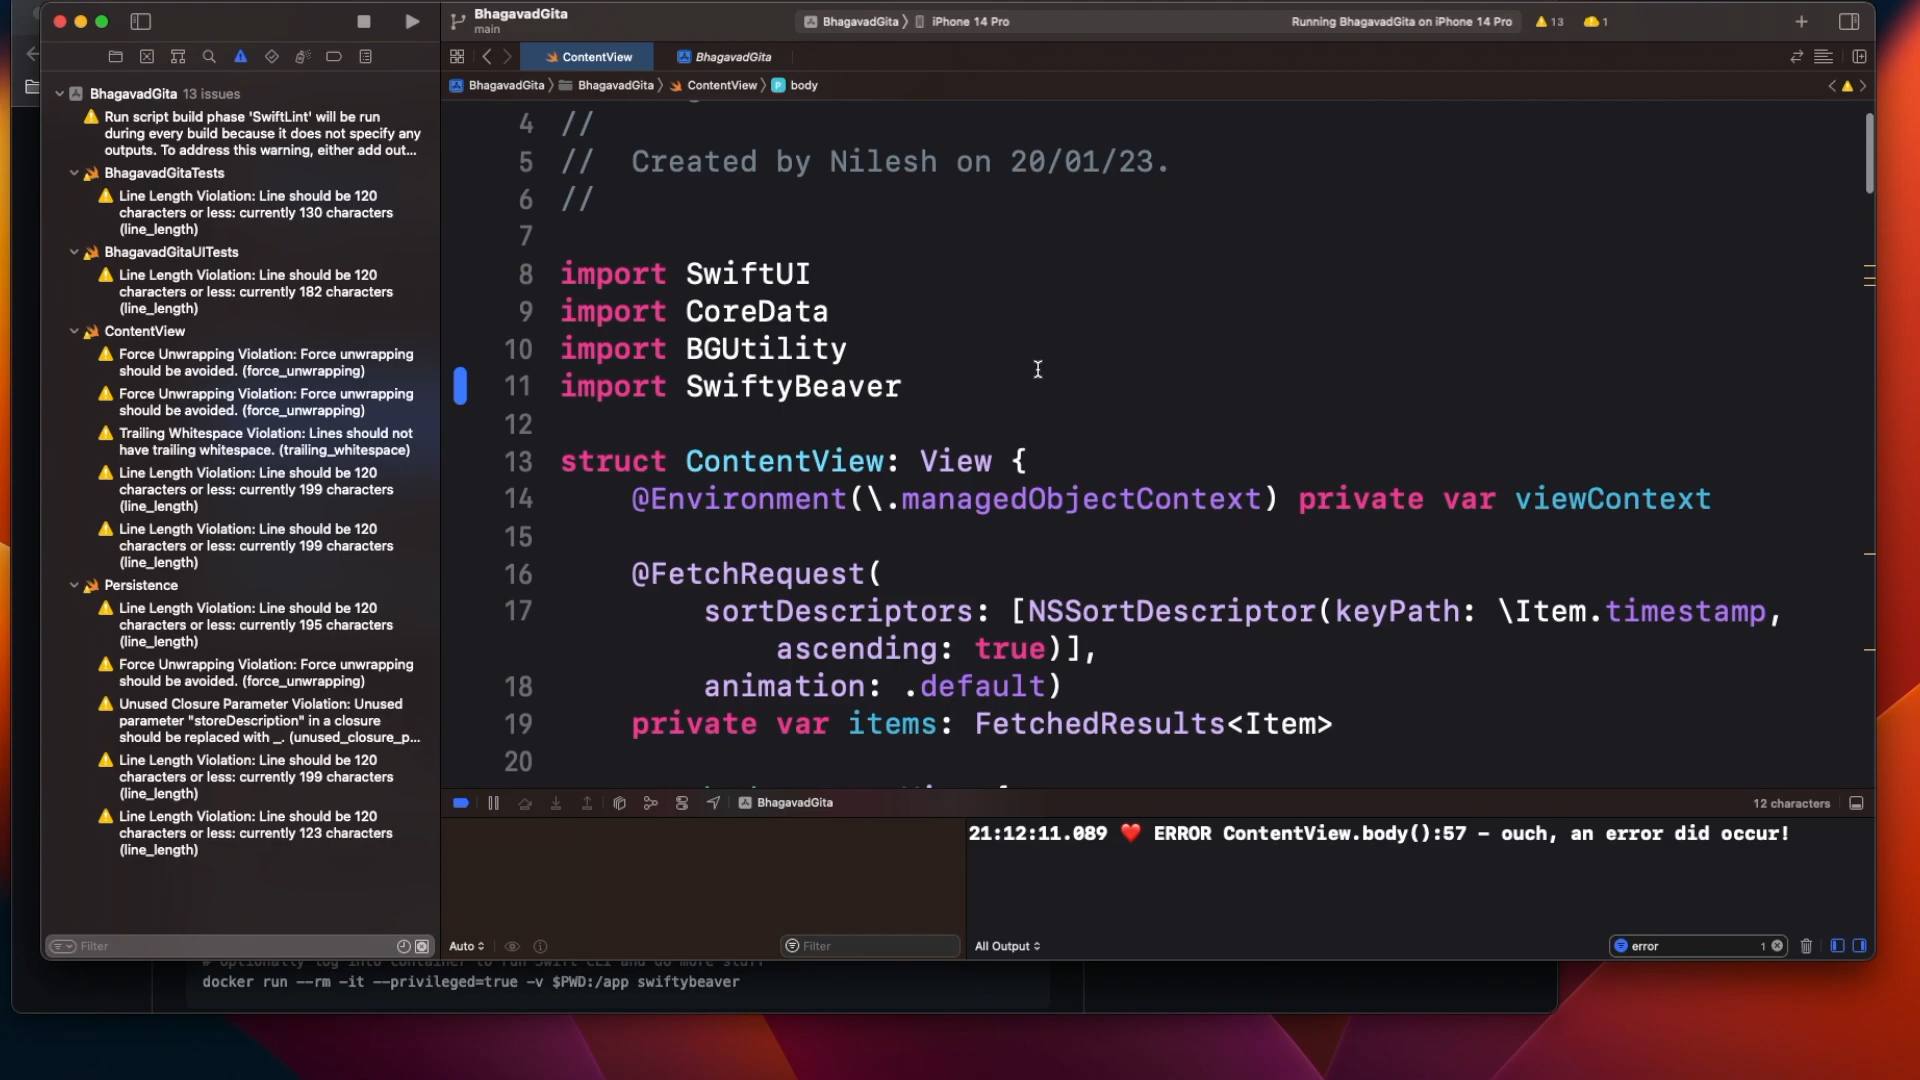 BhagavadGita
main
BhagavadGita
iPhone 14 Pro
Running BhagavadGita on iPhone 14 Pro
13
1
ContentView
BhagavadGita
BhagavadGita
BhagavadGita
ContentView
body
BhagavadGita 13 issues
Run script build phase 'SwiftLint' will be run
during every build because it does not specify any
outputs. To address this warning, either add out...
BhagavadGitaTests
Line Length Violation: Line should be 120
characters or less: currently 130 characters
(line_length)
BhagavadGitaUITests
Line Length Violation: Line should be 120
characters or less: currently 182 characters
(line_length)
ContentView
Force Unwrapping Violation: Force unwrapping
should be avoided. (force_unwrapping)
Force Unwrapping Violation: Force unwrapping
should be avoided. (force_unwrapping)
Trailing Whitespace Violation: Lines should not
have trailing whitespace. (trailing_whitespace)
Line Length Violation: Line should be 120
characters or less: currently 199 characters
(line_length)
Line Length Violation: Line should be 120
characters or less: currently 199 characters
(line_length)
Persistence
Line Length Violation: Line should be 120
characters or less: currently 195 characters
(line_length)
Force Unwrapping Violation: Force unwrapping
should be avoided. (force_unwrapping)
Unused Closure Parameter Violation: Unused
parameter "storeDescription" in a closure
should be replaced with _. (unused_closure_p...
Line Length Violation: Line should be 120
characters or less: currently 199 characters
(line_length)
Line Length Violation: Line should be 120
characters or less: currently 123 characters
(line_length)
Filter
4 //
5 //  Created by Nilesh on 20/01/23.
6 //
7
8 import SwiftUI
9 import CoreData
10 import BGUtility
11 import SwiftyBeaver
12
13 struct ContentView: View {
14     @Environment(\.managedObjectContext) private var viewContext
15
16     @FetchRequest(
17         sortDescriptors: [NSSortDescriptor(keyPath: \Item.timestamp,
ascending: true)],
18         animation: .default)
19     private var items: FetchedResults<Item>
20
BhagavadGita
12 characters
21:12:11.089 ❤️ ERROR ContentView.body():57 - ouch, an error did occur!
Auto
Filter
All Output
error
1
# optionally log into container to run Swift CLI and do more stuff
docker run --rm -it --privileged=true -v $PWD:/app swiftybeaver